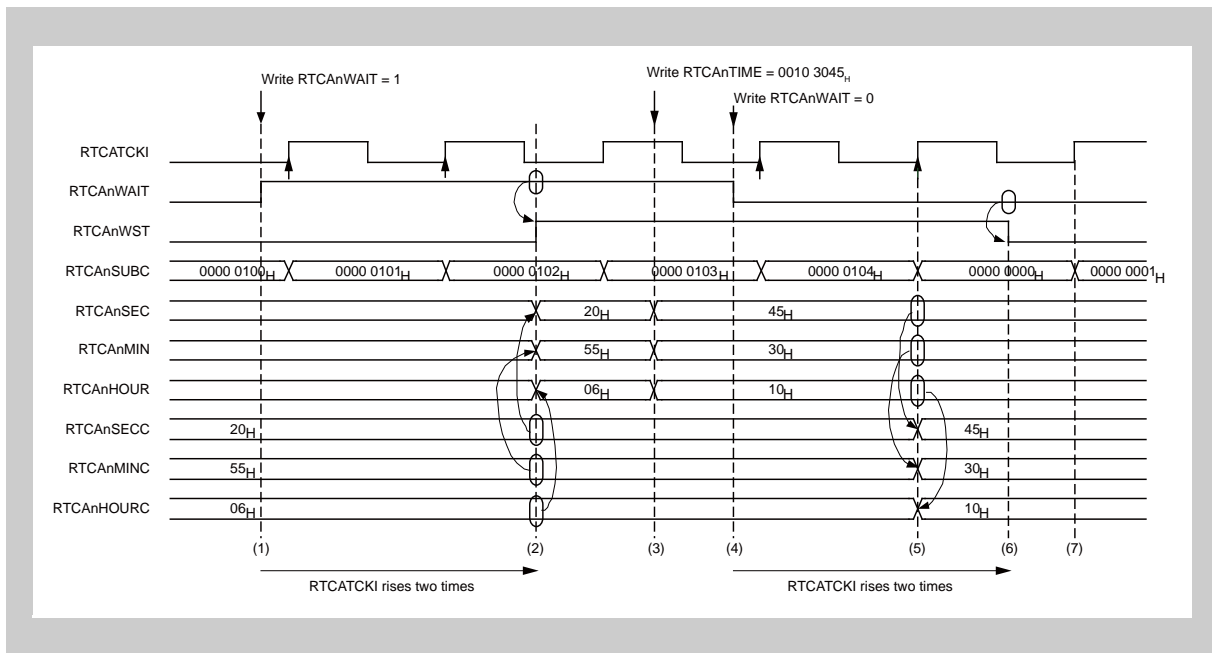 Write RTCAnWAIT = 1
Write RTCAnTIME = 0010 3045H
Write RTCAnWAIT = 0
RTCATCKI
RTCAnWAIT
RTCAnWST
RTCAnSUBC 0000 0100H 0000 0101H 0000 0102H 0000 0103H 0000 0104H 0000 0000H 0000 0001H
RTCAnSEC 20H 45H
RTCAnMIN 55H 30H
RTCAnHOUR 06H 10H
RTCAnSECC 20H 45H
RTCAnMINC 55H 30H
RTCAnHOURC 06H 10H
(1) (2) (3) (4) (5) (6) (7)
RTCATCKI rises two times RTCATCKI rises two times